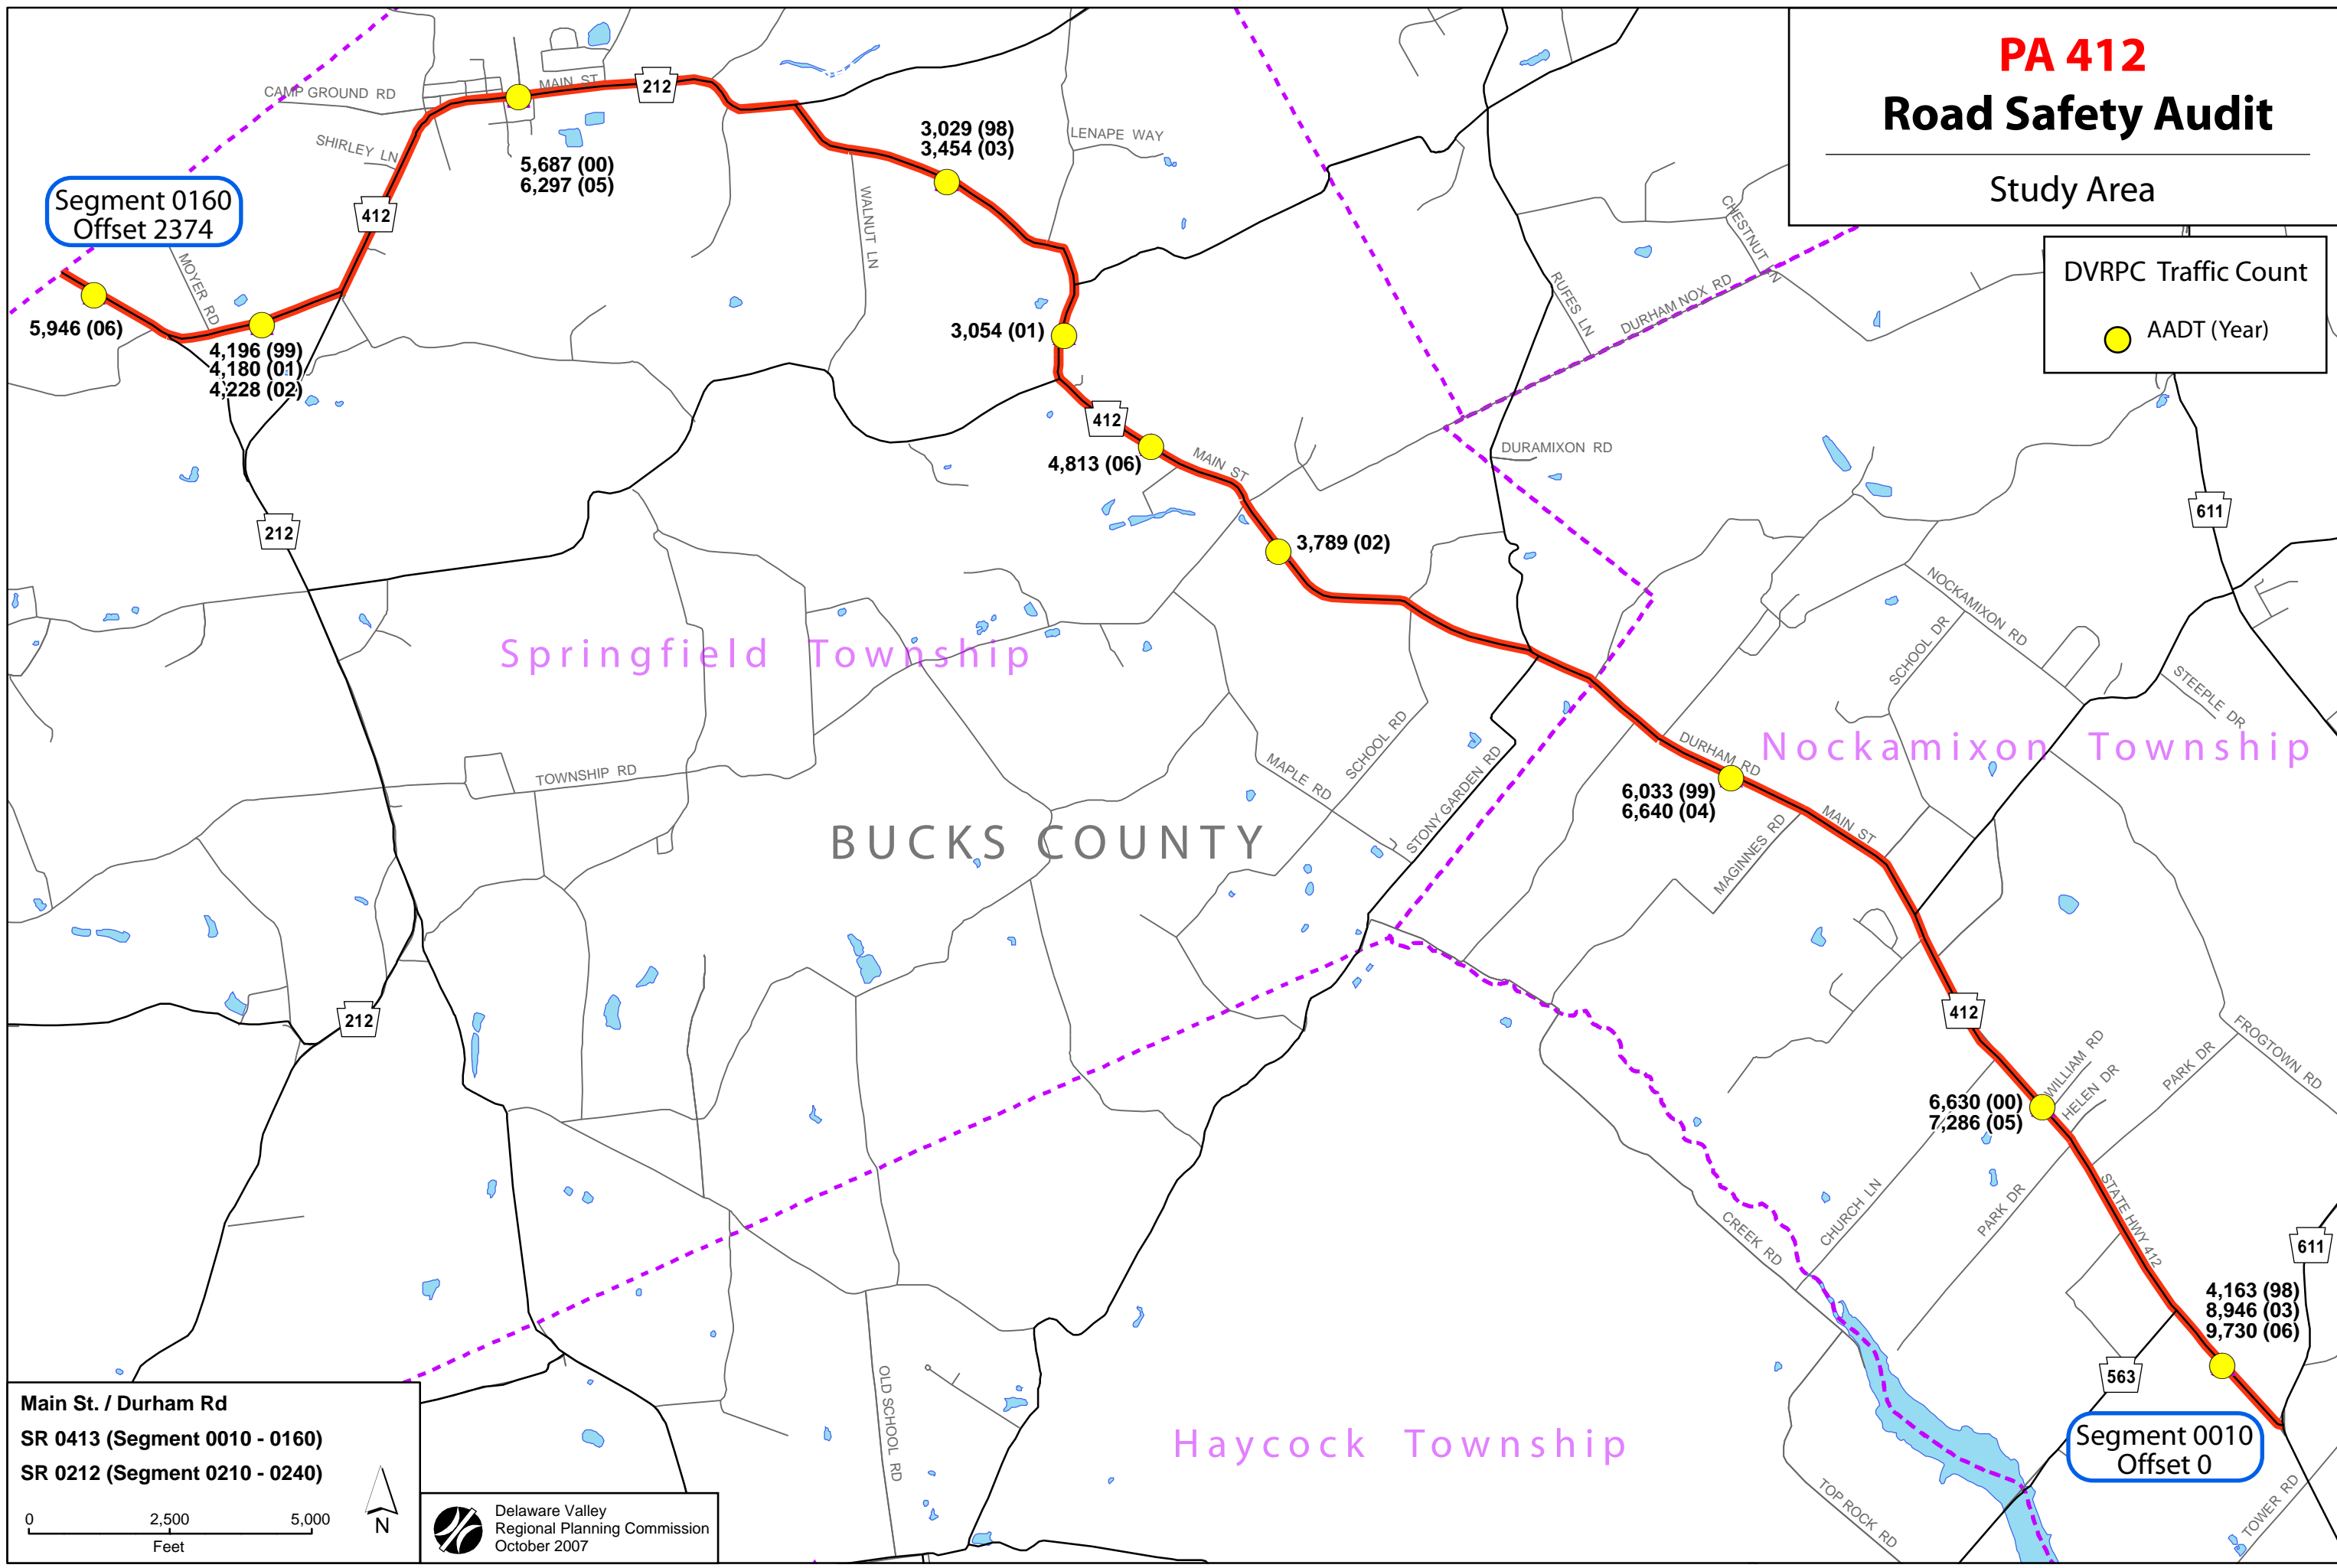 PA 412
Road Safety Audit
Study Area
DVRPC Traffic Count
AADT (Year)
CAMP GROUND RD
MAIN ST
212
SHIRLEY LN
Segment 0160
Offset 2374
412
MOYER RD
5,687 (00)
6,297 (05)
3,029 (98)
3,454 (03)
LENAPE WAY
WALNUT LN
5,946 (06)
4,196 (99)
4,180 (01)
4,228 (02)
3,054 (01)
412
4,813 (06)
MAIN ST
3,789 (02)
CHESTNUT LN
RUFES LN
DURHAM NOX RD
DURAMIXON RD
611
212
Springfield Township
NOCKAMIXON RD
SCHOOL DR
STEEPLE DR
Nockamixon Township
TOWNSHIP RD
BUCKS COUNTY
MAPLE RD
SCHOOL RD
STONY GARDEN RD
DURHAM RD
6,033 (99)
6,640 (04)
MAIN ST
MAGINNES RD
212
412
WILLIAM RD
HELEN DR
PARK DR
FROGTOWN RD
6,630 (00)
7,286 (05)
CHURCH LN
PARK DR
STATE HWY 412
CREEK RD
611
4,163 (98)
8,946 (03)
9,730 (06)
563
OLD SCHOOL RD
Haycock Township
Segment 0010
Offset 0
TOP ROCK RD
TOWER RD
Main St. / Durham Rd
SR 0413 (Segment 0010 - 0160)
SR 0212 (Segment 0210 - 0240)
0 2,500 5,000
Feet
N
Delaware Valley
Regional Planning Commission
October 2007